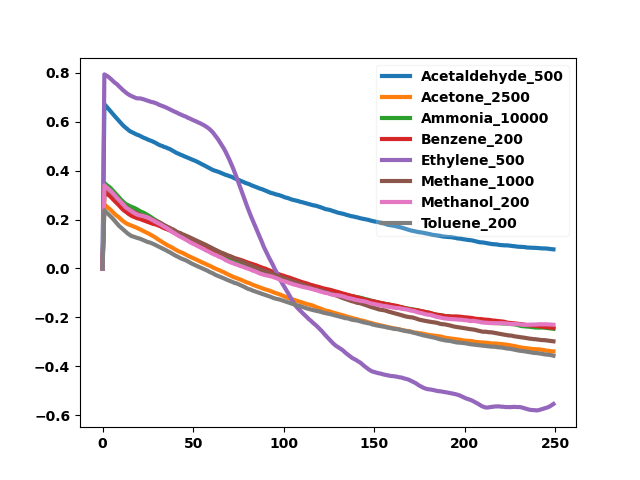 0.8
0.6
0.4
0.2
0.0
−0.2
−0.4
−0.6
0
50
100
150
200
250
Acetaldehyde_500
Acetone_2500
Ammonia_10000
Benzene_200
Ethylene_500
Methane_1000
Methanol_200
Toluene_200